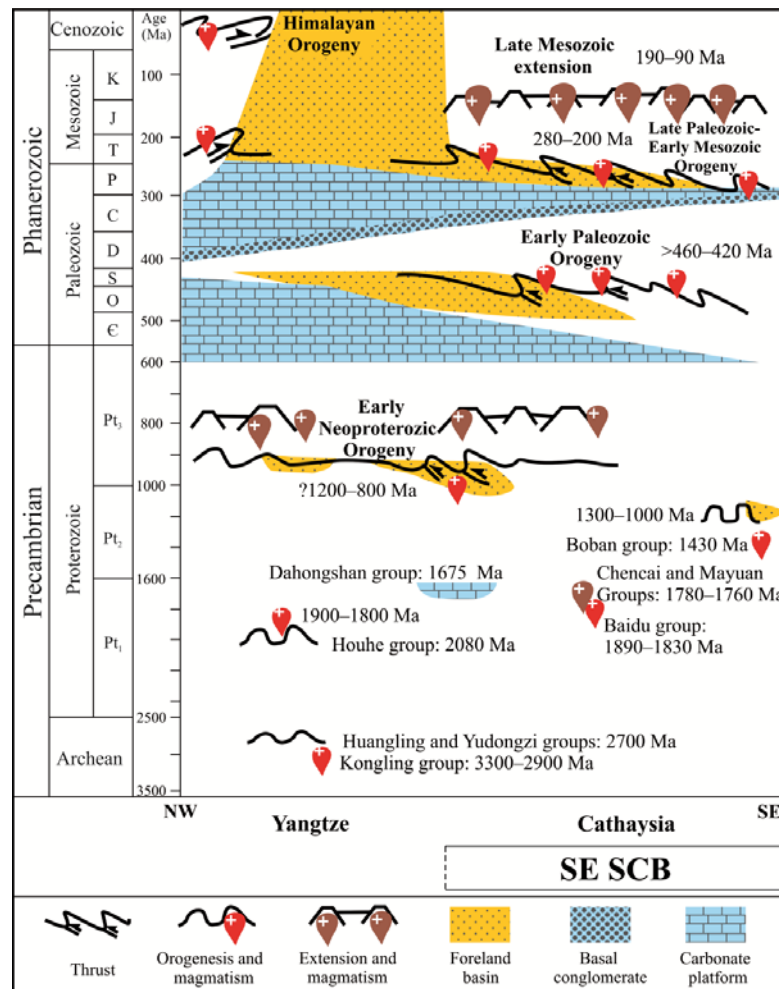 Cenozoic
Age
(Ma)
Himalayan
Orogeny
Late Mesozoic
extension
190–90 Ma
Phanerozoic
Mesozoic
K
100
J
200
T
280–200 Ma
Late Paleozoic-
Early Mesozoic
Orogeny
Paleozoic
P
300
C
D
400
S
O
Є
500
Early Paleozoic
Orogeny
>460–420 Ma
600
Precambrian
Proterozoic
Pt₃
800
Early
Neoproterozic
Orogeny
1000
?1200–800 Ma
1300–1000 Ma
Pt₂
Boban group: 1430 Ma
Dahongshan group: 1675 Ma
Chencai and Mayuan
Groups: 1780–1760 Ma
1600
1900–1800 Ma
Baidu group:
1890–1830 Ma
Pt₁
Houhe group: 2080 Ma
2500
Archean
Huangling and Yudongzi groups: 2700 Ma
Kongling group: 3300–2900 Ma
3500
NW
SE
Yangtze
Cathaysia
SE SCB
Thrust
Orogenesis and
magmatism
Extension and
magmatism
Foreland
basin
Basal
conglomerate
Carbonate
platform